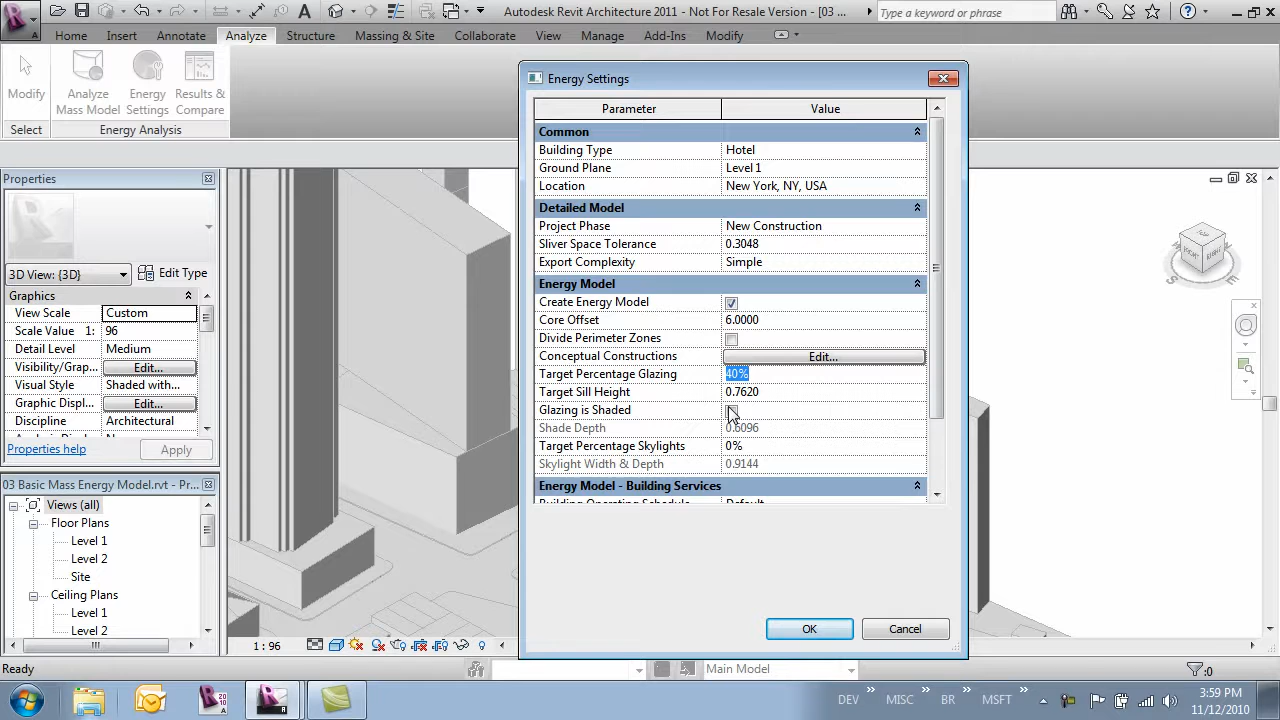 Autodesk Revit Architecture 2011 - Not For Resale Version - [03 ...
Type a keyword or phrase
Home Insert Annotate Analyze Structure Massing & Site Collaborate View Manage Add-Ins Modify
Modify
Analyze Mass Model
Energy Settings
Results & Compare
Select
Energy Analysis
Properties
3D View: {3D}
Edit Type
Graphics
View Scale Custom
Scale Value 1: 96
Detail Level Medium
Visibility/Grap... Edit...
Visual Style Shaded with...
Graphic Displ... Edit...
Discipline Architectural
Properties help
Apply
03 Basic Mass Energy Model.rvt - Pr...
Views (all)
Floor Plans
Level 1
Level 2
Site
Ceiling Plans
Level 1
Level 2
Energy Settings
Parameter Value
Common
Building Type Hotel
Ground Plane Level 1
Location New York, NY, USA
Detailed Model
Project Phase New Construction
Sliver Space Tolerance 0.3048
Export Complexity Simple
Energy Model
Create Energy Model
Core Offset 6.0000
Divide Perimeter Zones
Conceptual Constructions Edit...
Target Percentage Glazing 40%
Target Sill Height 0.7620
Glazing is Shaded
Shade Depth 0.6096
Target Percentage Skylights 0%
Skylight Width & Depth 0.9144
Energy Model - Building Services
Building Operating Schedule Default
OK
Cancel
FRONT
RIGHT
1 : 96
Ready
Main Model
:0
DEV
MISC
BR
MSFT
3:59 PM
11/12/2010